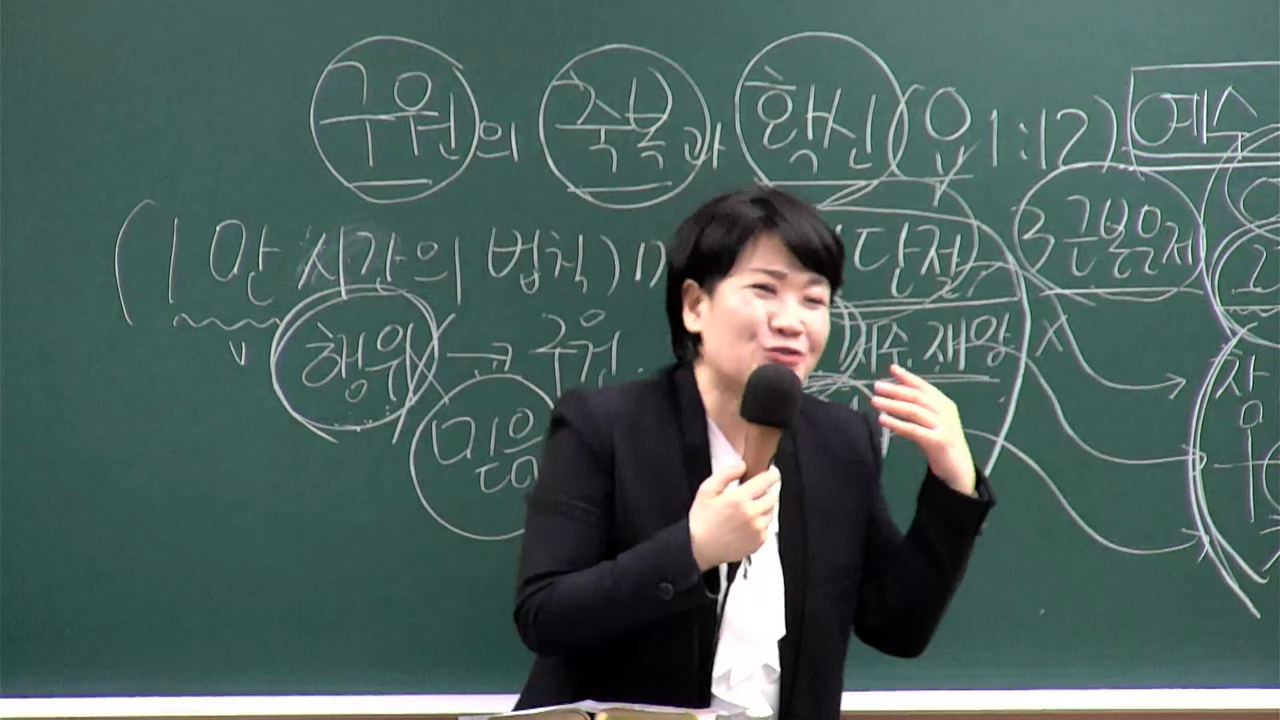 구원의 축복과 확신 (요 1:12) 예수
(1만 시간의 법칙) 단절 3 근본문제
행위 → 구원. 저주, 재앙
믿음